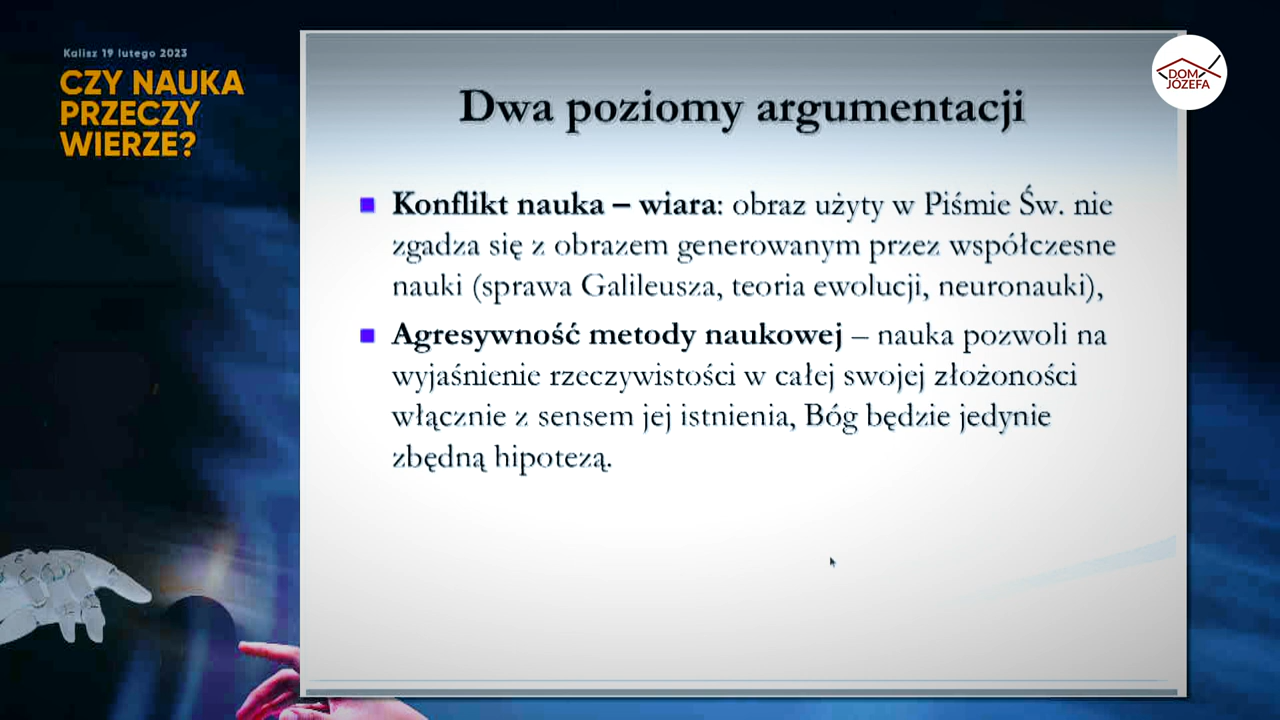 Kalisz 19 lutego 2023
CZY NAUKA
PRZECZY
WIERZE?
DOM
JÓZEFA
Dwa poziomy argumentacji
Konflikt nauka – wiara: obraz użyty w Piśmie Św. nie
zgadza się z obrazem generowanym przez współczesne
nauki (sprawa Galileusza, teoria ewolucji, neuronauki),
Agresywność metody naukowej – nauka pozwoli na
wyjaśnienie rzeczywistości w całej swojej złożoności
włącznie z sensem jej istnienia, Bóg będzie jedynie
zbędną hipotezą.